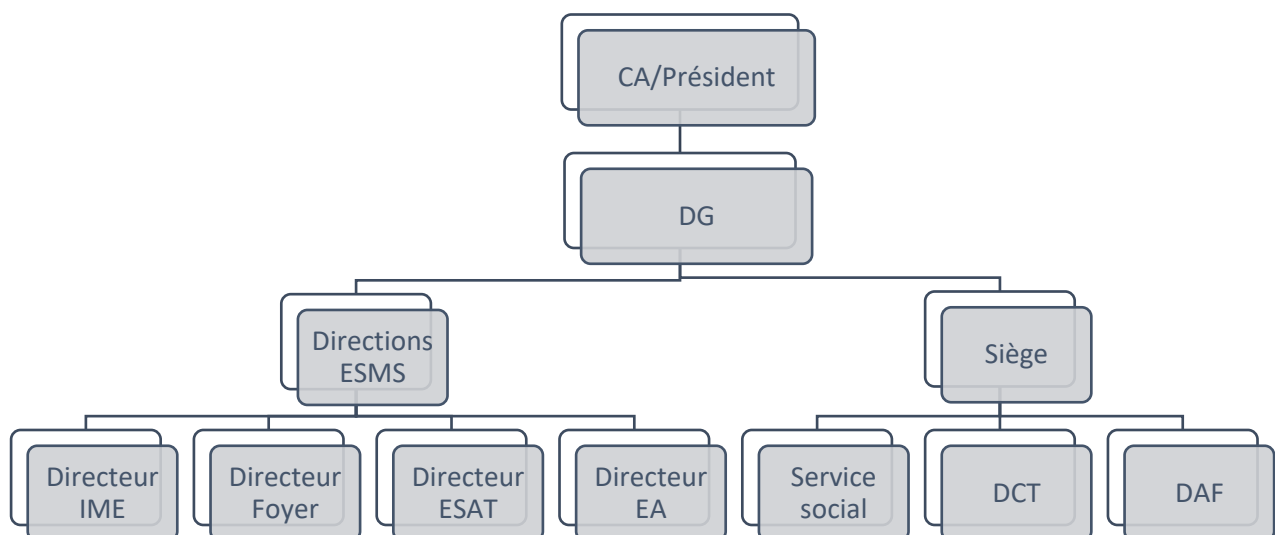 CA/Président
DG
Directions
ESMS
Siège
Directeur
IME
Directeur
Foyer
Directeur
ESAT
Directeur
EA
Service
social
DCT
DAF